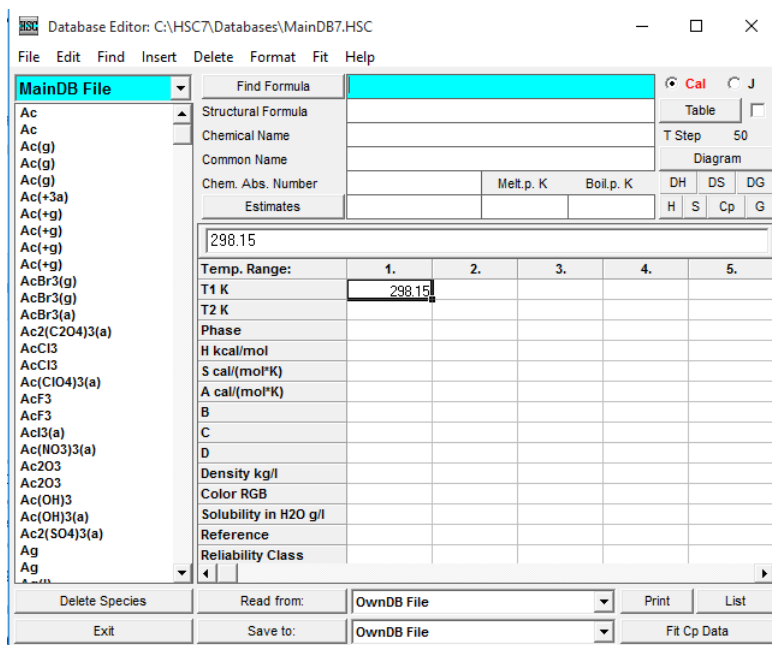 HSC Database Editor: C:\HSC7\Databases\MainDB7.HSC
File Edit Find Insert Delete Format Fit Help
MainDB File
Ac
Ac
Ac(g)
Ac(g)
Ac(g)
Ac(+3a)
Ac(+g)
Ac(+g)
Ac(+g)
Ac(+g)
AcBr3(g)
AcBr3(g)
AcBr3(a)
Ac2(C2O4)3(a)
AcCl3
AcCl3
Ac(ClO4)3(a)
AcF3
AcF3
AcI3(a)
Ac(NO3)3(a)
Ac2O3
Ac2O3
Ac(OH)3
Ac(OH)3(a)
Ac2(SO4)3(a)
Ag
Ag
Find Formula
Structural Formula
Chemical Name
Common Name
Chem. Abs. Number Melt.p. K Boil.p. K
Estimates
Cal J
Table
T Step 50
Diagram
DH DS DG
H S Cp G
298.15
Temp. Range: 1. 2. 3. 4. 5.
T1 K 298.15
T2 K
Phase
H kcal/mol
S cal/(mol*K)
A cal/(mol*K)
B
C
D
Density kg/l
Color RGB
Solubility in H2O g/l
Reference
Reliability Class
Delete Species Read from: OwnDB File Print List
Exit Save to: OwnDB File Fit Cp Data